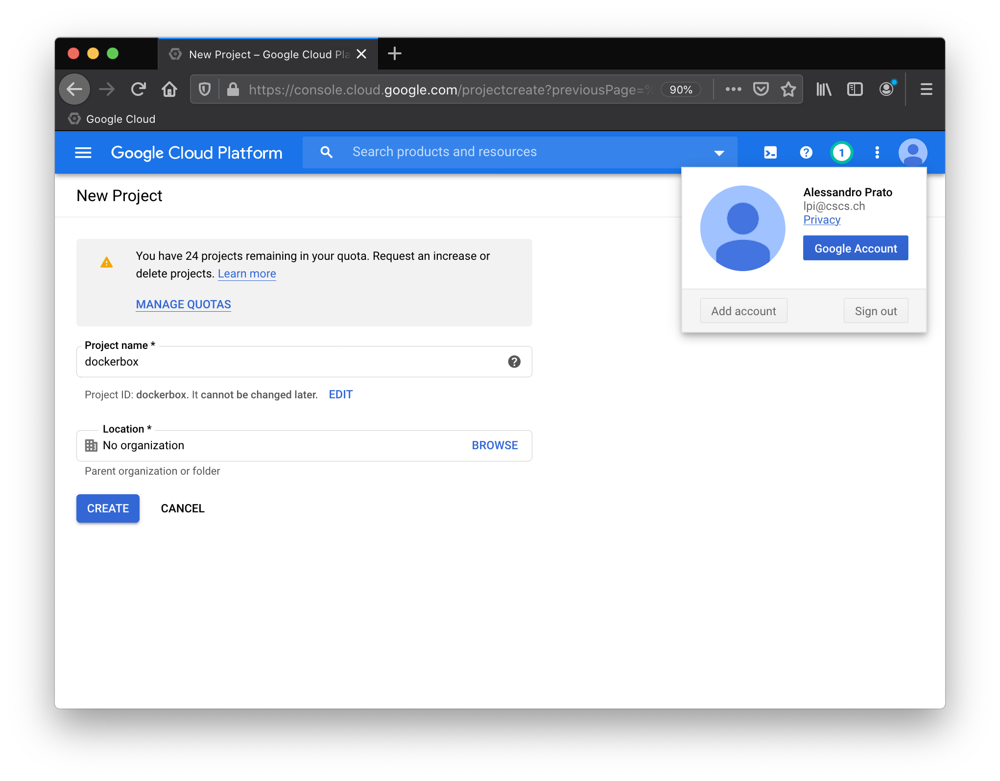 New Project – Google Cloud Pla
https://console.cloud.google.com/projectcreate?previousPage=%
90%
Google Cloud
Google Cloud Platform
Search products and resources
1
New Project
Alessandro Prato
lpi@cscs.ch
Privacy
Google Account
Add account
Sign out
You have 24 projects remaining in your quota. Request an increase or
delete projects. Learn more
MANAGE QUOTAS
Project name *
dockerbox
Project ID: dockerbox. It cannot be changed later. EDIT
Location *
No organization
BROWSE
Parent organization or folder
CREATE
CANCEL